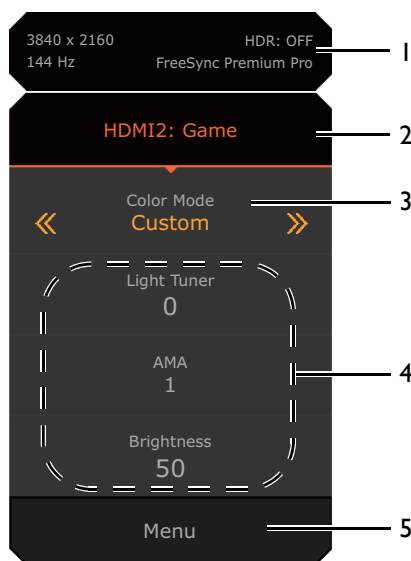 3840 x 2160 HDR: OFF 1
144 Hz FreeSync Premium Pro
HDMI2: Game 2
Color Mode 3
Custom
Light Tuner
0
AMA 4
1
Brightness
50
Menu 5